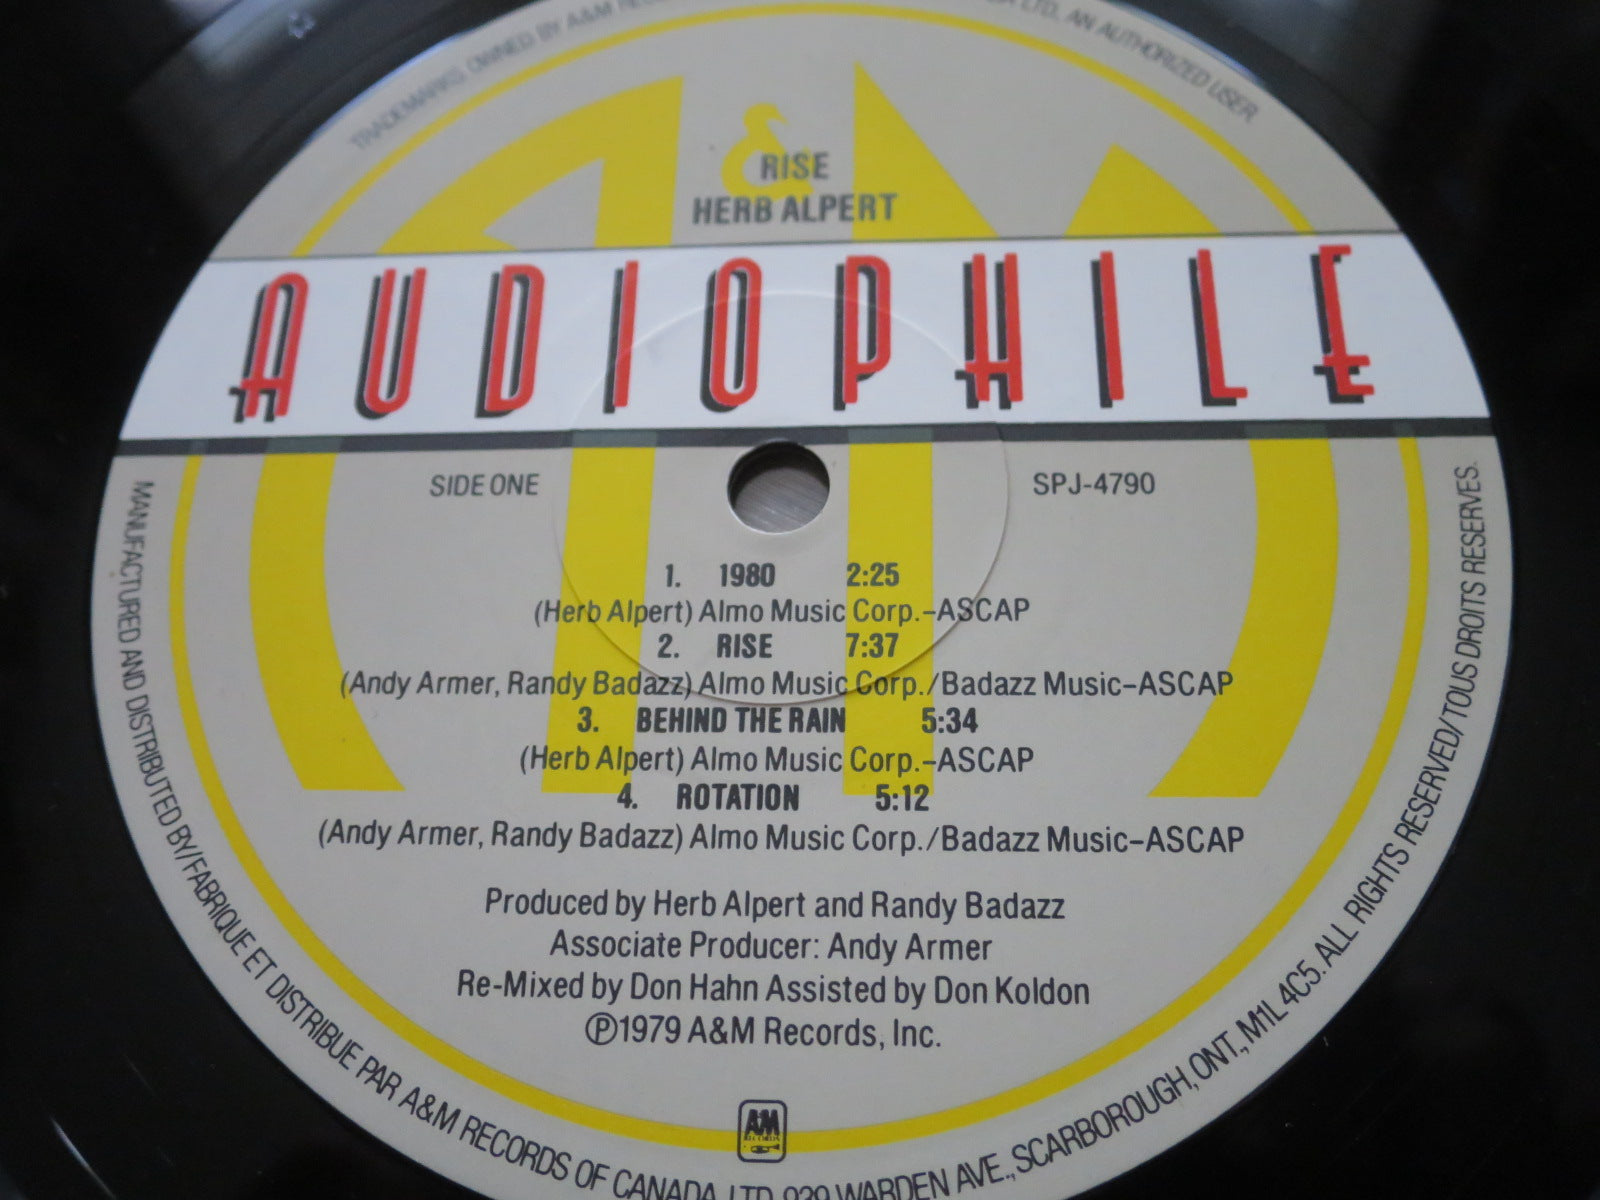 TRADEMARKS OWNED BY A&M RECORDS
LTD., AN AUTHORIZED USER
&
RISE
HERB ALPERT
AUDIOPHILE
SIDE ONE
SPJ-4790
1. 1980 2:25
(Herb Alpert) Almo Music Corp.–ASCAP
2. RISE 7:37
(Andy Armer, Randy Badazz) Almo Music Corp./Badazz Music–ASCAP
3. BEHIND THE RAIN 5:34
(Herb Alpert) Almo Music Corp.–ASCAP
4. ROTATION 5:12
(Andy Armer, Randy Badazz) Almo Music Corp./Badazz Music–ASCAP
Produced by Herb Alpert and Randy Badazz
Associate Producer: Andy Armer
Re-Mixed by Don Hahn Assisted by Don Koldon
Ⓟ1979 A&M Records, Inc.
A&M
RECORDS
MANUFACTURED AND DISTRIBUTED BY/FABRIQUE ET DISTRIBUE PAR A&M RECORDS OF CANADA LTD. 939 WARDEN AVE., SCARBOROUGH, ONT., M1L 4C5. ALL RIGHTS RESERVED/TOUS DROITS RESERVES.